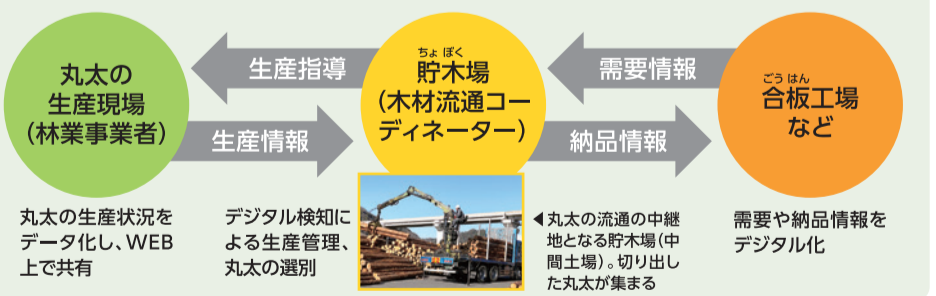 丸太の
生産現場
（林業事業者）
生産指導
生産情報
ちょ ぼく
貯木場
（木材流通コー
ディネーター）
需要情報
納品情報
ごう はん
合板工場
など
丸太の生産状況を
データ化し、WEB
上で共有
デジタル検知に
よる生産管理、
丸太の選別
◀丸太の流通の中継
地となる貯木場（中
間土場）。切り出し
た丸太が集まる
需要や納品情報を
デジタル化